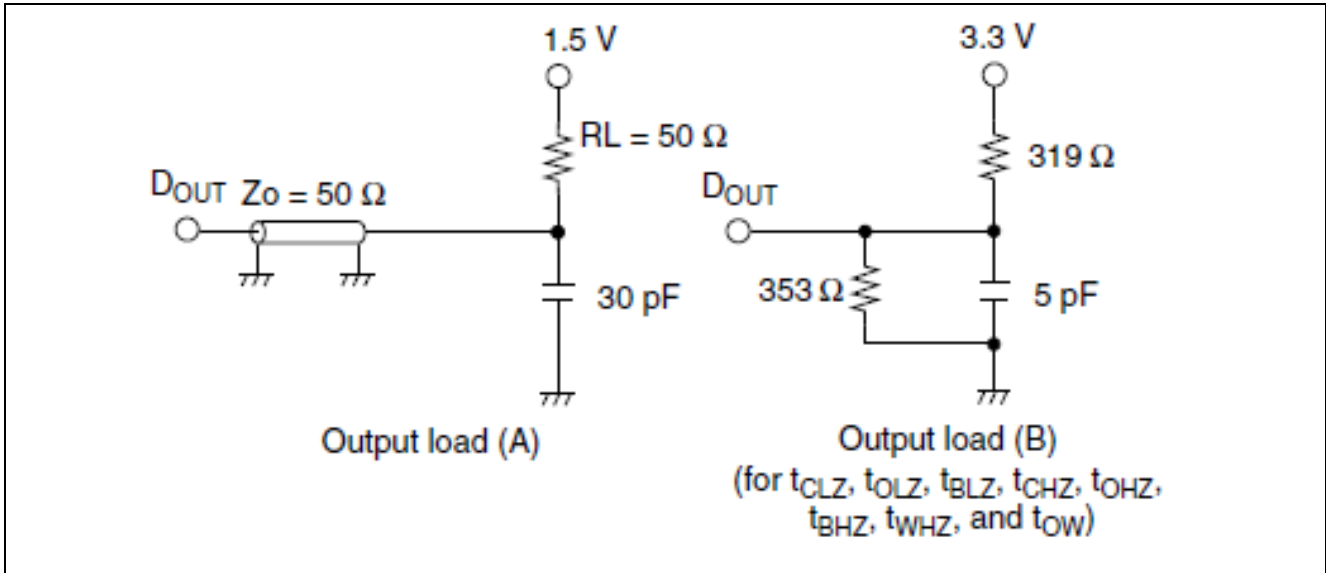 1.5 V
RL = 50 Ω
DOUT Zo = 50 Ω
30 pF
Output load (A)
3.3 V
319 Ω
DOUT
353 Ω
5 pF
Output load (B)
(for tCLZ, tOLZ, tBLZ, tCHZ, tOHZ,
tBHZ, tWHZ, and tOW)